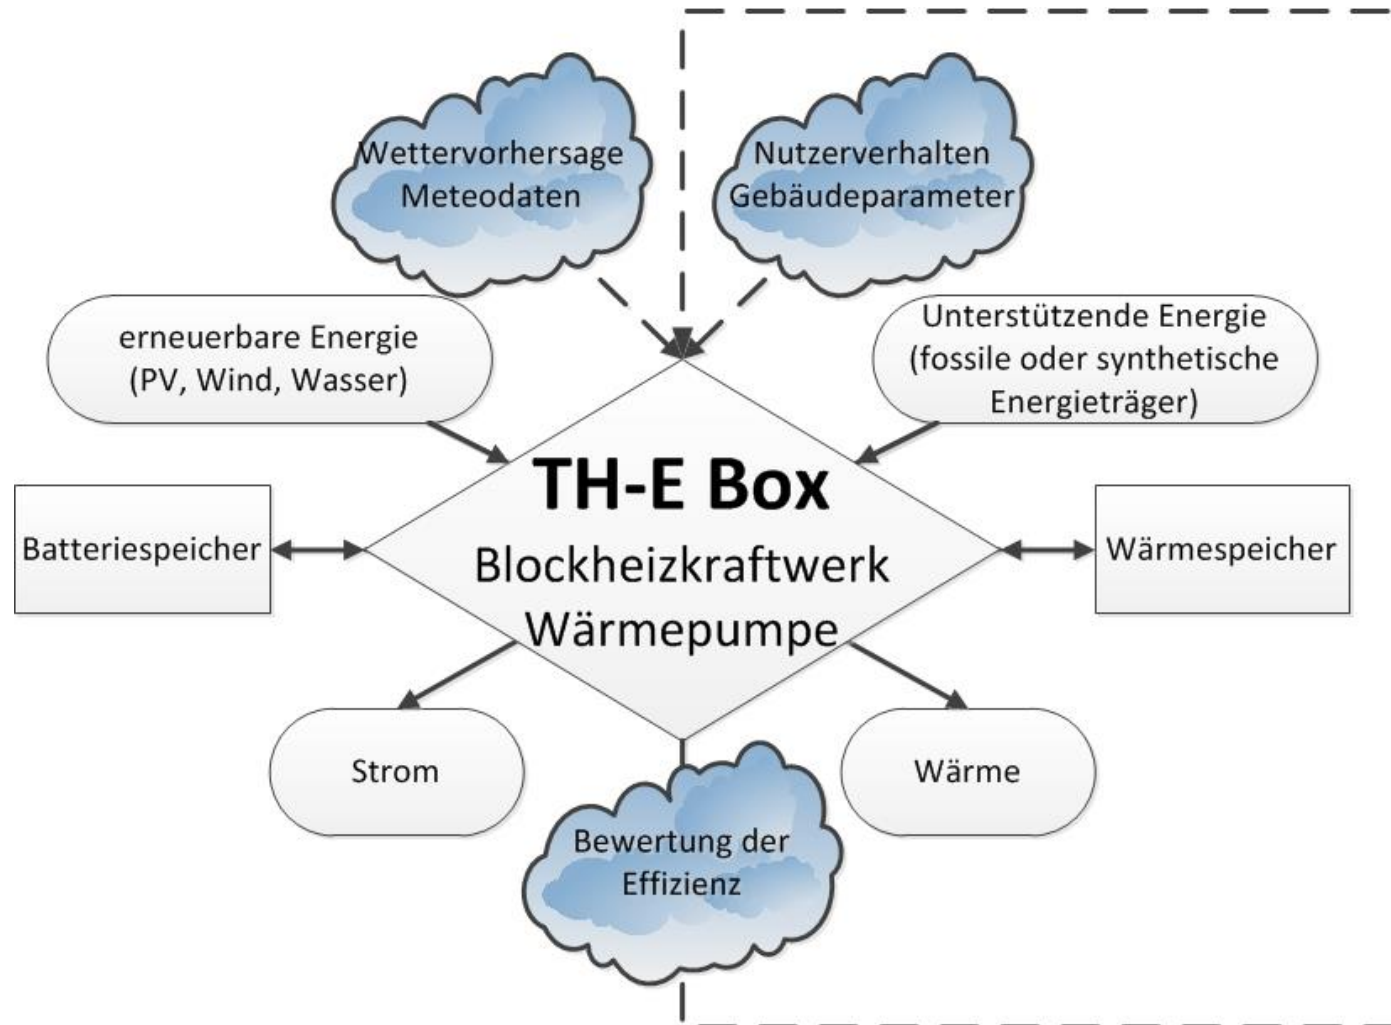 Wettervorhersage
Meteodaten
Nutzerverhalten
Gebäudeparameter
erneuerbare Energie
(PV, Wind, Wasser)
Unterstützende Energie
(fossile oder synthetische
Energieträger)
TH-E Box
Blockheizkraftwerk
Wärmepumpe
Batteriespeicher
Wärmespeicher
Strom
Wärme
Bewertung der
Effizienz